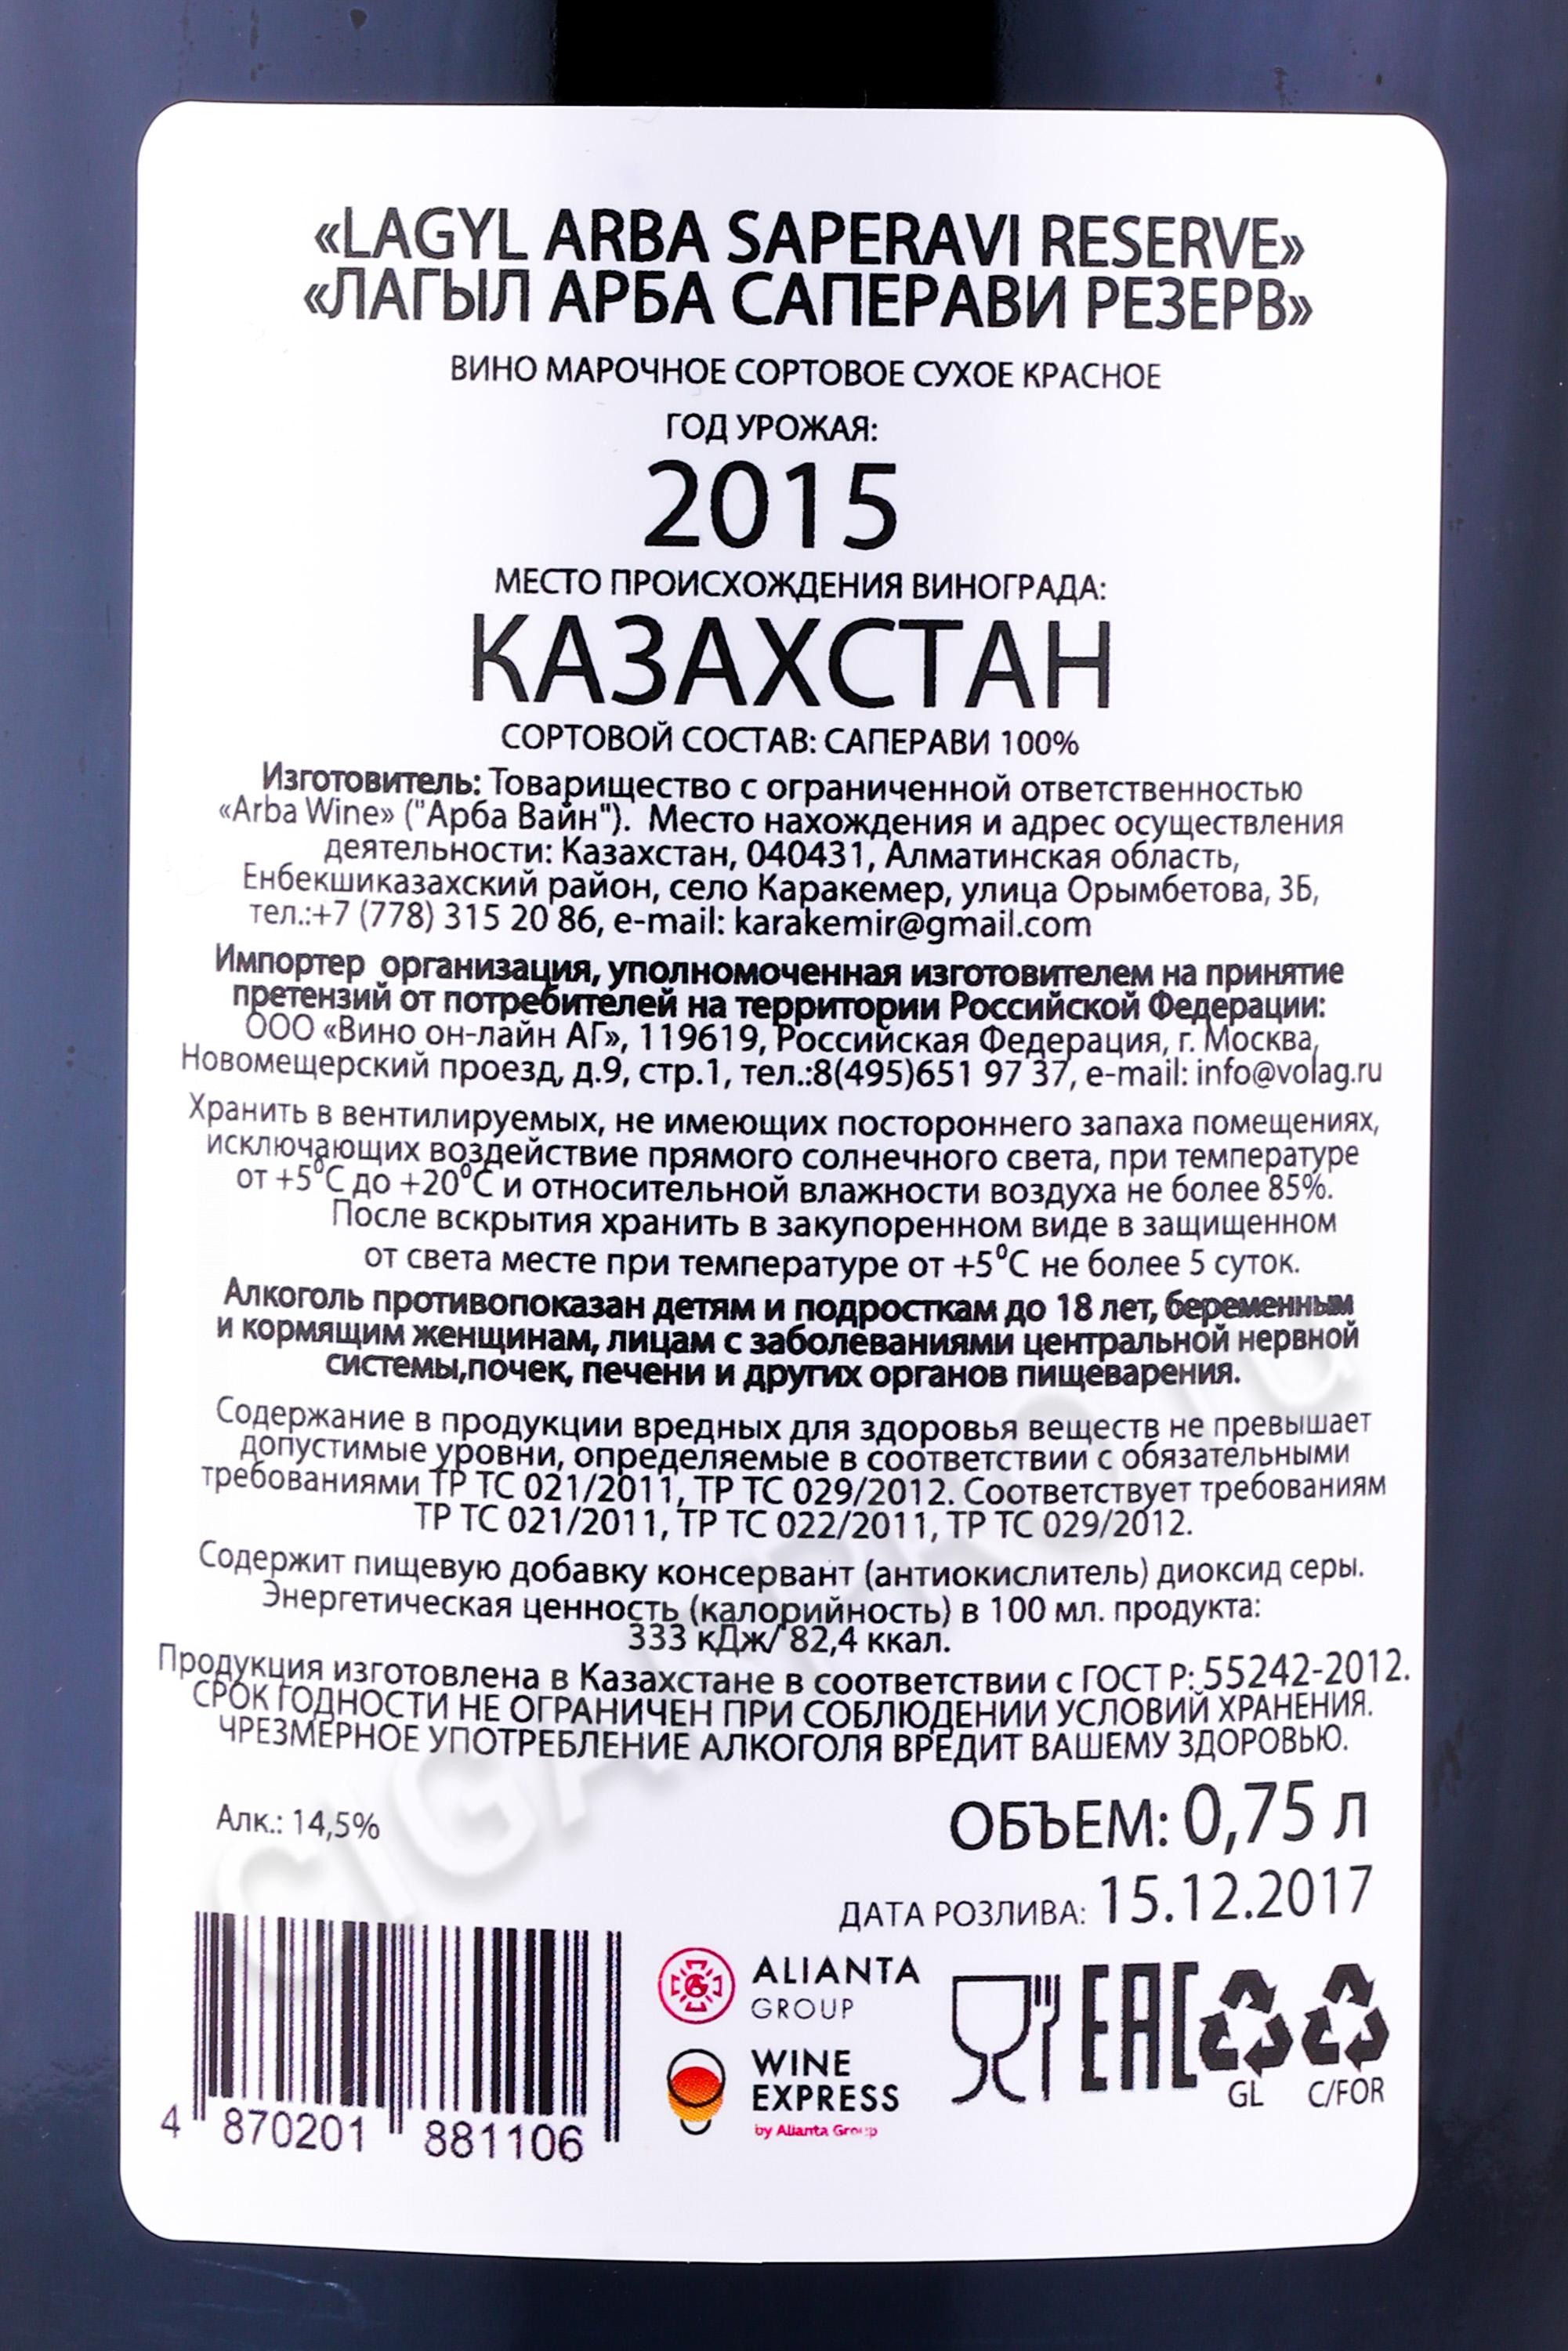 «LAGYL ARBA SAPERAVI RESERVE»
«ЛАГЫЛ АРБА САПЕРАВИ РЕЗЕРВ»
ВИНО МАРОЧНОЕ СОРТОВОЕ СУХОЕ КРАСНОЕ
ГОД УРОЖАЯ:
2015
МЕСТО ПРОИСХОЖДЕНИЯ ВИНОГРАДА:
КАЗАХСТАН
СОРТОВОЙ СОСТАВ: САПЕРАВИ 100%
Изготовитель: Товарищество с ограниченной ответственностью
«Arba Wine» ("Арба Вайн"). Место нахождения и адрес осуществления
деятельности: Казахстан, 040431, Алматинская область,
Енбекшиказахский район, село Каракемер, улица Орымбетова, 3Б,
тел.:+7 (778) 315 20 86, e-mail: karakemir@gmail.com
Импортер организация, уполномоченная изготовителем на принятие
претензий от потребителей на территории Российской Федерации:
ООО «Вино он-лайн АГ», 119619, Российская Федерация, г. Москва,
Новомещерский проезд, д.9, стр.1, тел.:8(495)651 97 37, e-mail: info@volag.ru
Хранить в вентилируемых, не имеющих постороннего запаха помещениях,
исключающих воздействие прямого солнечного света, при температуре
от +5⁰С до +20⁰С и относительной влажности воздуха не более 85%.
После вскрытия хранить в закупоренном виде в защищенном
от света месте при температуре от +5⁰С не более 5 суток.
Алкоголь противопоказан детям и подросткам до 18 лет, беременным
и кормящим женщинам, лицам с заболеваниями центральной нервной
системы,почек, печени и других органов пищеварения.
Содержание в продукции вредных для здоровья веществ не превышает
допустимые уровни, определяемые в соответствии с обязательными
требованиями ТР ТС 021/2011, ТР ТС 029/2012. Соответствует требованиям
ТР ТС 021/2011, ТР ТС 022/2011, ТР ТС 029/2012.
Содержит пищевую добавку консервант (антиокислитель) диоксид серы.
Энергетическая ценность (калорийность) в 100 мл. продукта:
333 кДж/ 82,4 ккал.
Продукция изготовлена в Казахстане в соответствии с ГОСТ Р: 55242-2012.
СРОК ГОДНОСТИ НЕ ОГРАНИЧЕН ПРИ СОБЛЮДЕНИИ УСЛОВИЙ ХРАНЕНИЯ.
ЧРЕЗМЕРНОЕ УПОТРЕБЛЕНИЕ АЛКОГОЛЯ ВРЕДИТ ВАШЕМУ ЗДОРОВЬЮ.
Алк.: 14,5%
ОБЪЕМ: 0,75 л
ДАТА РОЗЛИВА: 15.12.2017
ALIANTA
GROUP
WINE
EXPRESS
by Alianta Group
EAC
GL
C/FOR
4 870201 881106
CIGARPRO.ru